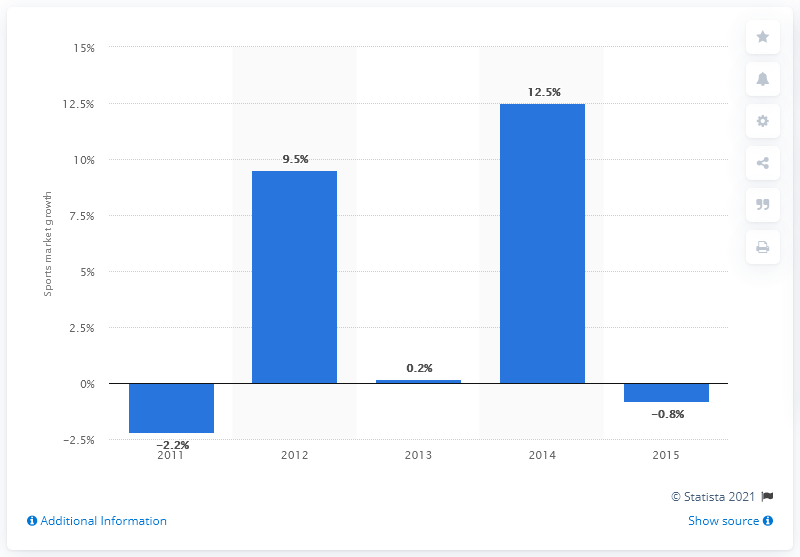 15%
12.5%
10%
7.5%
5%
2.5%
0%
−2.5%
Sports market growth
−2.2%
9.5%
0.2%
12.5%
−0.8%
2011 2012 2013 2014 2015
© Statista 2021
Additional Information
Show source